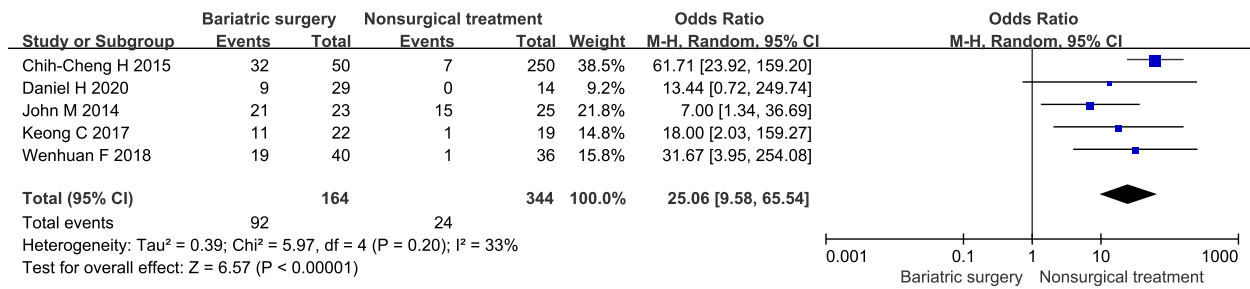 Bariatric surgery Nonsurgical treatment Odds Ratio Odds Ratio
Study or Subgroup Events Total Events Total Weight M-H, Random, 95% CI M-H, Random, 95% CI
Chih-Cheng H 2015 32 50 7 250 38.5% 61.71 [23.92, 159.20]
Daniel H 2020 9 29 0 14 9.2% 13.44 [0.72, 249.74]
John M 2014 21 23 15 25 21.8% 7.00 [1.34, 36.69]
Keong C 2017 11 22 1 19 14.8% 18.00 [2.03, 159.27]
Wenhuan F 2018 19 40 1 36 15.8% 31.67 [3.95, 254.08]
Total (95% CI) 164 344 100.0% 25.06 [9.58, 65.54]
Total events 92 24
Heterogeneity: Tau² = 0.39; Chi² = 5.97, df = 4 (P = 0.20); I² = 33%
Test for overall effect: Z = 6.57 (P < 0.00001)
0.001 0.1 1 10 1000
Bariatric surgery Nonsurgical treatment